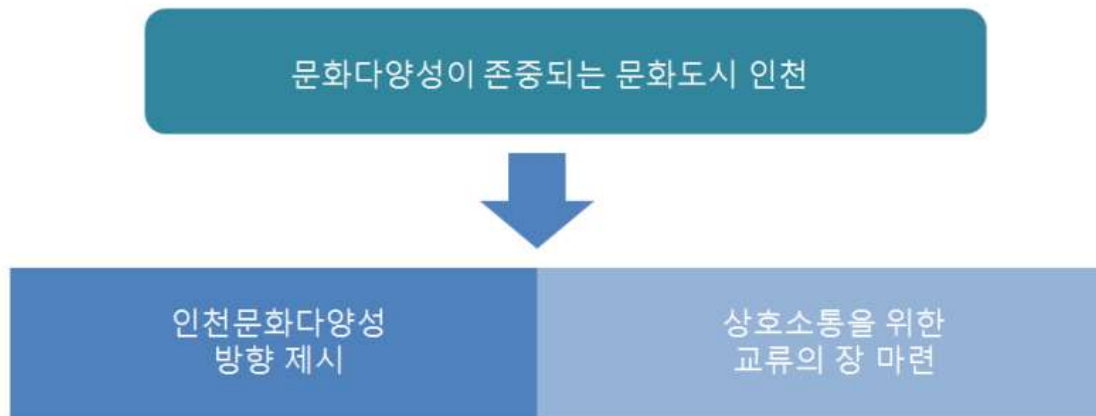 문화다양성이 존중되는 문화도시 인천
인천문화다양성
방향 제시
상호소통을 위한
교류의 장 마련